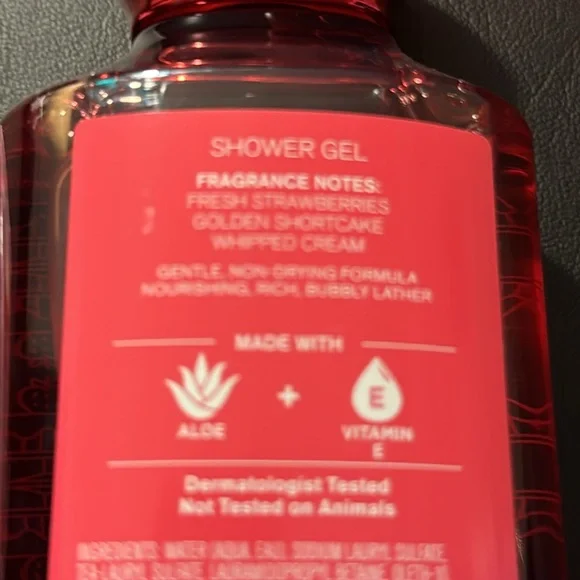 SHOWER GEL
FRAGRANCE NOTES:
FRESH STRAWBERRIES
GOLDEN SHORTCAKE
WHIPPED CREAM
GENTLE, NON-DRYING FORMULA
NOURISHING, RICH, BUBBLY LATHER
MADE WITH
ALOE
+
E
VITAMIN
E
Dermatologist Tested
Not Tested on Animals
INGREDIENTS: WATER (AQUA, EAU), SODIUM LAURYL SULFATE,